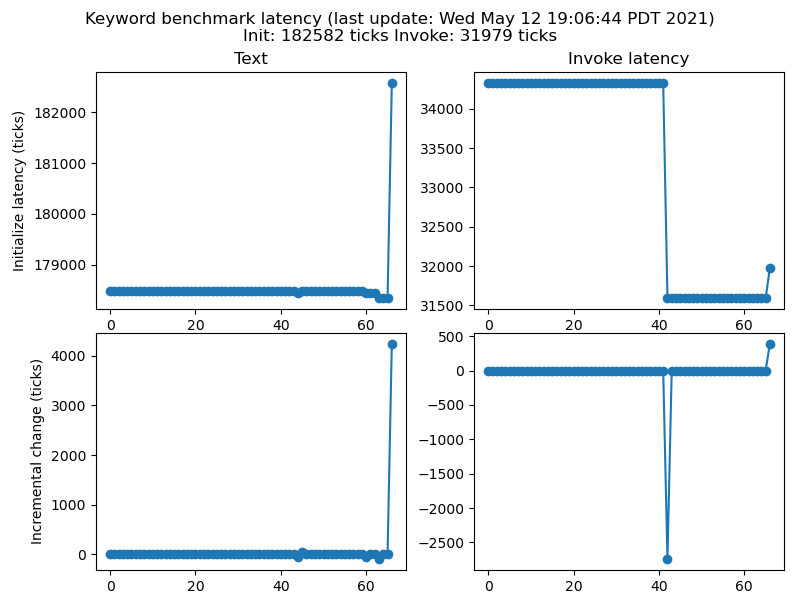 Keyword benchmark latency (last update: Wed May 12 19:06:44 PDT 2021)
Init: 182582 ticks Invoke: 31979 ticks
Text
Invoke latency
Initialize latency (ticks)
182000
181000
180000
179000
0 20 40 60
34000
33500
33000
32500
32000
31500
0 20 40 60
Incremental change (ticks)
4000
3000
2000
1000
0
0 20 40 60
500
0
−500
−1000
−1500
−2000
−2500
0 20 40 60